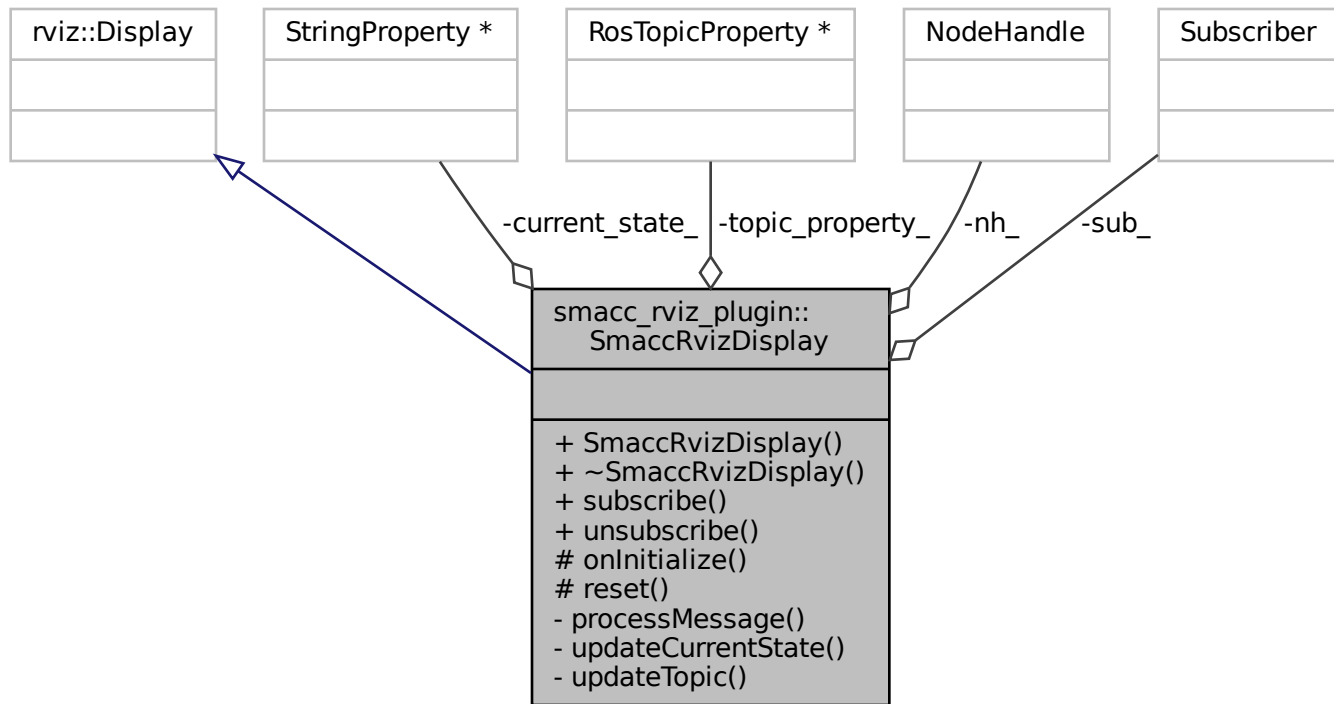 rviz::Display
StringProperty *
RosTopicProperty *
NodeHandle
Subscriber
-current_state_
-topic_property_
-nh_
-sub_
smacc_rviz_plugin::
SmaccRvizDisplay
+ SmaccRvizDisplay()
+ ~SmaccRvizDisplay()
+ subscribe()
+ unsubscribe()
# onInitialize()
# reset()
- processMessage()
- updateCurrentState()
- updateTopic()